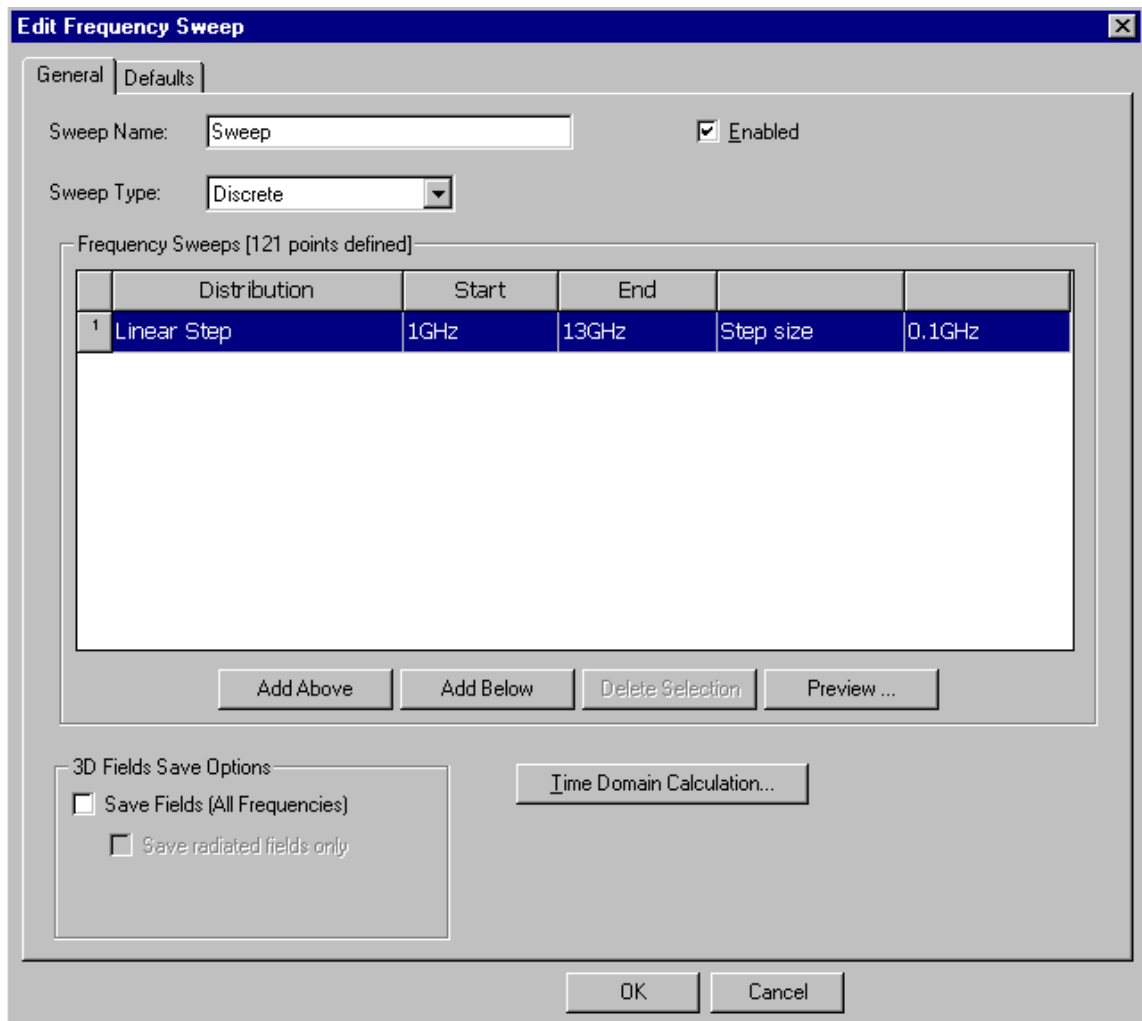 Edit Frequency Sweep
General Defaults
Sweep Name: Sweep Enabled
Sweep Type: Discrete
Frequency Sweeps [121 points defined]
Distribution Start End
1 Linear Step 1GHz 13GHz Step size 0.1GHz
Add Above Add Below Delete Selection Preview ...
3D Fields Save Options
Time Domain Calculation...
Save Fields (All Frequencies)
Save radiated fields only
OK Cancel